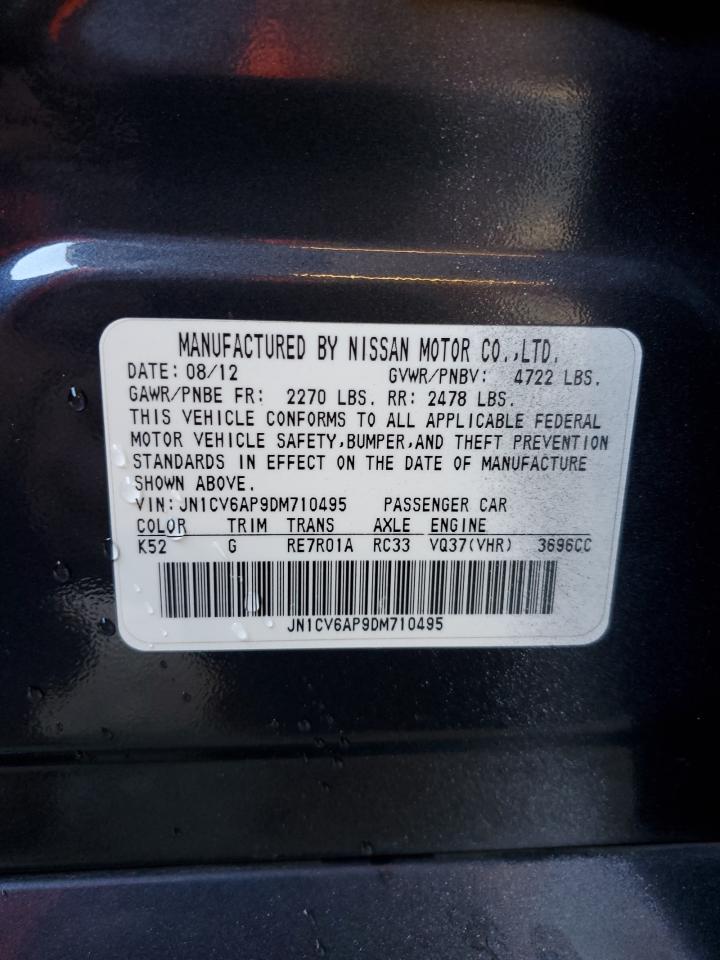 MANUFACTURED BY NISSAN MOTOR CO.,LTD.
DATE: 08/12 GVWR/PNBV: 4722 LBS.
GAWR/PNBE FR: 2270 LBS. RR: 2478 LBS.
THIS VEHICLE CONFORMS TO ALL APPLICABLE FEDERAL
MOTOR VEHICLE SAFETY,BUMPER,AND THEFT PREVENTION
STANDARDS IN EFFECT ON THE DATE OF MANUFACTURE
SHOWN ABOVE.
VIN:JN1CV6AP9DM710495 PASSENGER CAR
COLOR TRIM TRANS AXLE ENGINE
K52 G RE7R01A RC33 VQ37(VHR) 3696CC
JN1CV6AP9DM710495